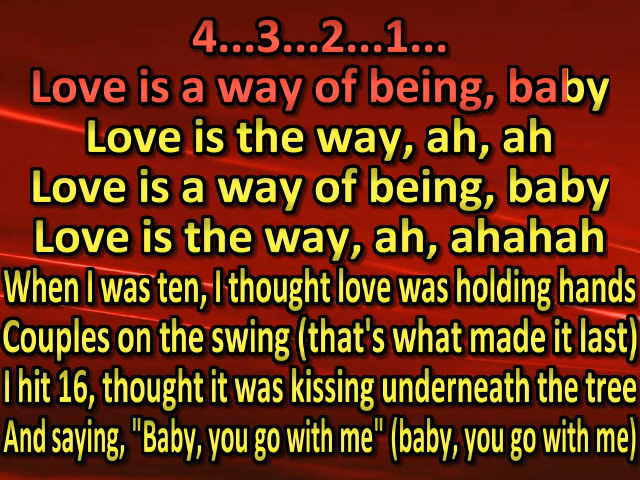 4...3...2...1...
Love is a way of being, baby
Love is the way, ah, ah
Love is a way of being, baby
Love is the way, ah, ahahah
When I was ten, I thought love was holding hands
Couples on the swing (that's what made it last)
I hit 16, thought it was kissing underneath the tree
And saying, "Baby, you go with me" (baby, you go with me)